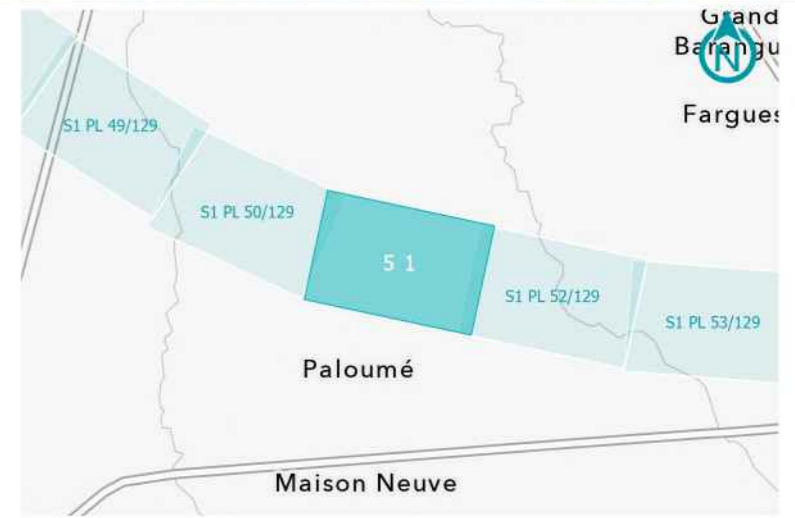 Grand
Barangu
N
Fargues
S1 PL 49/129
S1 PL 50/129
5 1
S1 PL 52/129
S1 PL 53/129
Paloumé
Maison Neuve